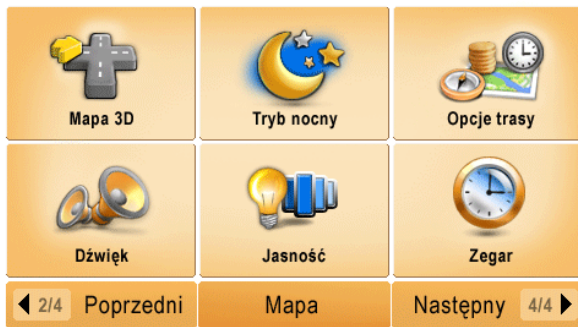 Mapa 3D
Tryb nocny
Opcje trasy
Dźwięk
Jasność
Zegar
2/4 Poprzedni
Mapa
Następny 4/4